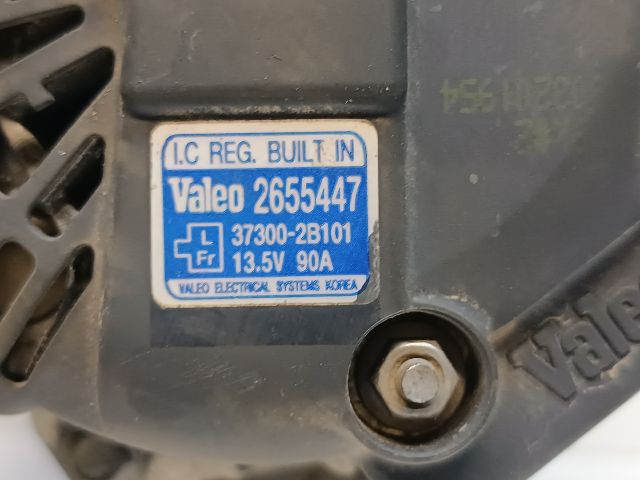 I.C REG. BUILT IN
Valeo 2655447
L
Fr
37300-2B101
13.5V 90A
VALEO ELECTRICAL SYSTEMS KOREA
Valeo